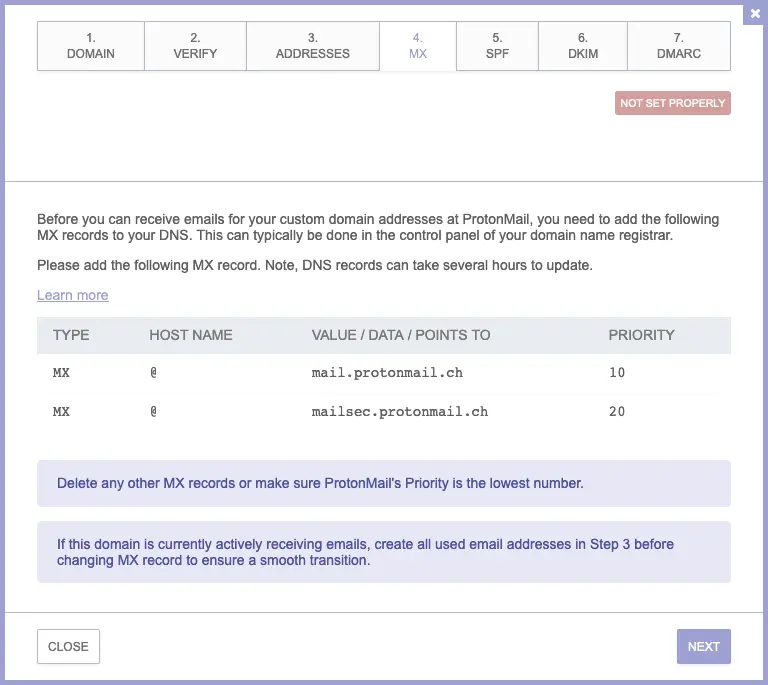 1. DOMAIN
2. VERIFY
3. ADDRESSES
4. MX
5. SPF
6. DKIM
7. DMARC
NOT SET PROPERLY
Before you can receive emails for your custom domain addresses at ProtonMail, you need to add the following
MX records to your DNS. This can typically be done in the control panel of your domain name registrar.
Please add the following MX record. Note, DNS records can take several hours to update.
Learn more
TYPE HOST NAME VALUE / DATA / POINTS TO PRIORITY
MX @ mail.protonmail.ch 10
MX @ mailsec.protonmail.ch 20
Delete any other MX records or make sure ProtonMail's Priority is the lowest number.
If this domain is currently actively receiving emails, create all used email addresses in Step 3 before
changing MX record to ensure a smooth transition.
CLOSE
NEXT